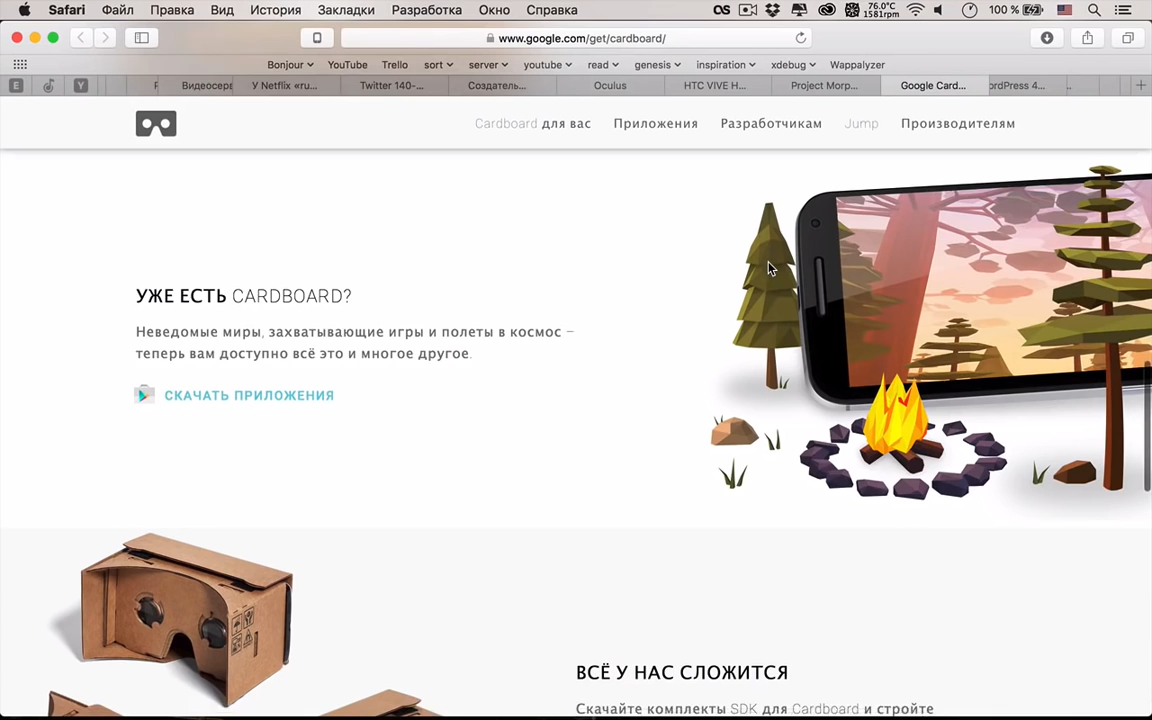 Safari Файл Правка Вид История Закладки Разработка Окно Справка
76.0°C
1581rpm
100 %
www.google.com/get/cardboard/
Bonjour YouTube Trello sort server youtube read genesis inspiration xdebug Wappalyzer
E Y Видеосерв У Netflix «ru... Twitter 140-... Создатель... Oculus HTC VIVE H... Project Morp... Google Card... ordPress 4...
Cardboard для вас Приложения Разработчикам Jump Производителям
УЖЕ ЕСТЬ CARDBOARD?
Неведомые миры, захватывающие игры и полеты в космос –
теперь вам доступно всё это и многое другое.
СКАЧАТЬ ПРИЛОЖЕНИЯ
ВСЁ У НАС СЛОЖИТСЯ
Скачайте комплекты SDK для Cardboard и стройте